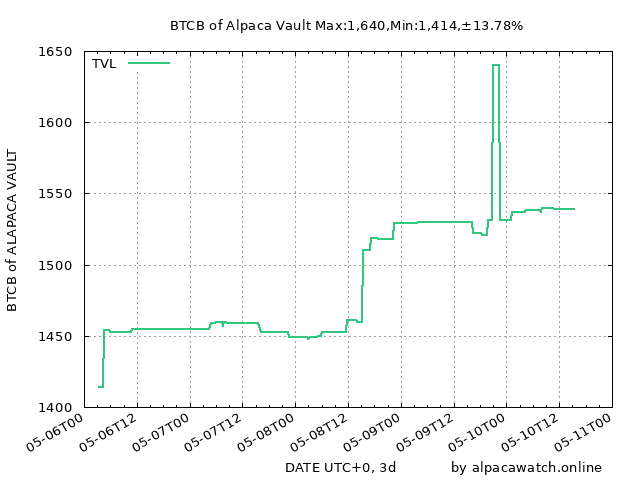 BTCB of Alpaca Vault Max:1,640,Min:1,414,±13.78%
TVL
BTCB of ALAPACA VAULT
1650
1600
1550
1500
1450
1400
05-06T00
05-06T12
05-07T00
05-07T12
05-08T00
05-08T12
05-09T00
05-09T12
05-10T00
05-10T12
05-11T00
DATE UTC+0, 3d
by alpacawatch.online